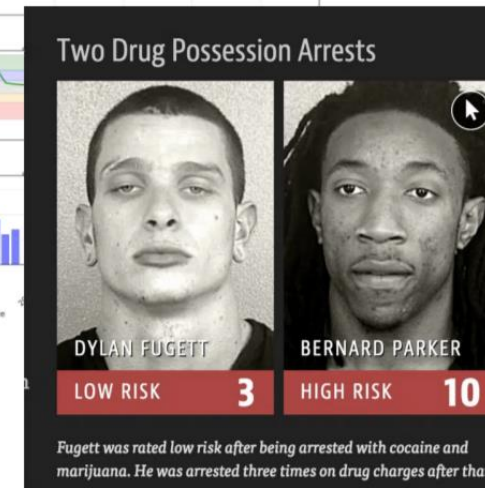 Two Drug Possession Arrests
DYLAN FUGETT
BERNARD PARKER
LOW RISK 3
HIGH RISK 10
Fugett was rated low risk after being arrested with cocaine and
marijuana. He was arrested three times on drug charges after